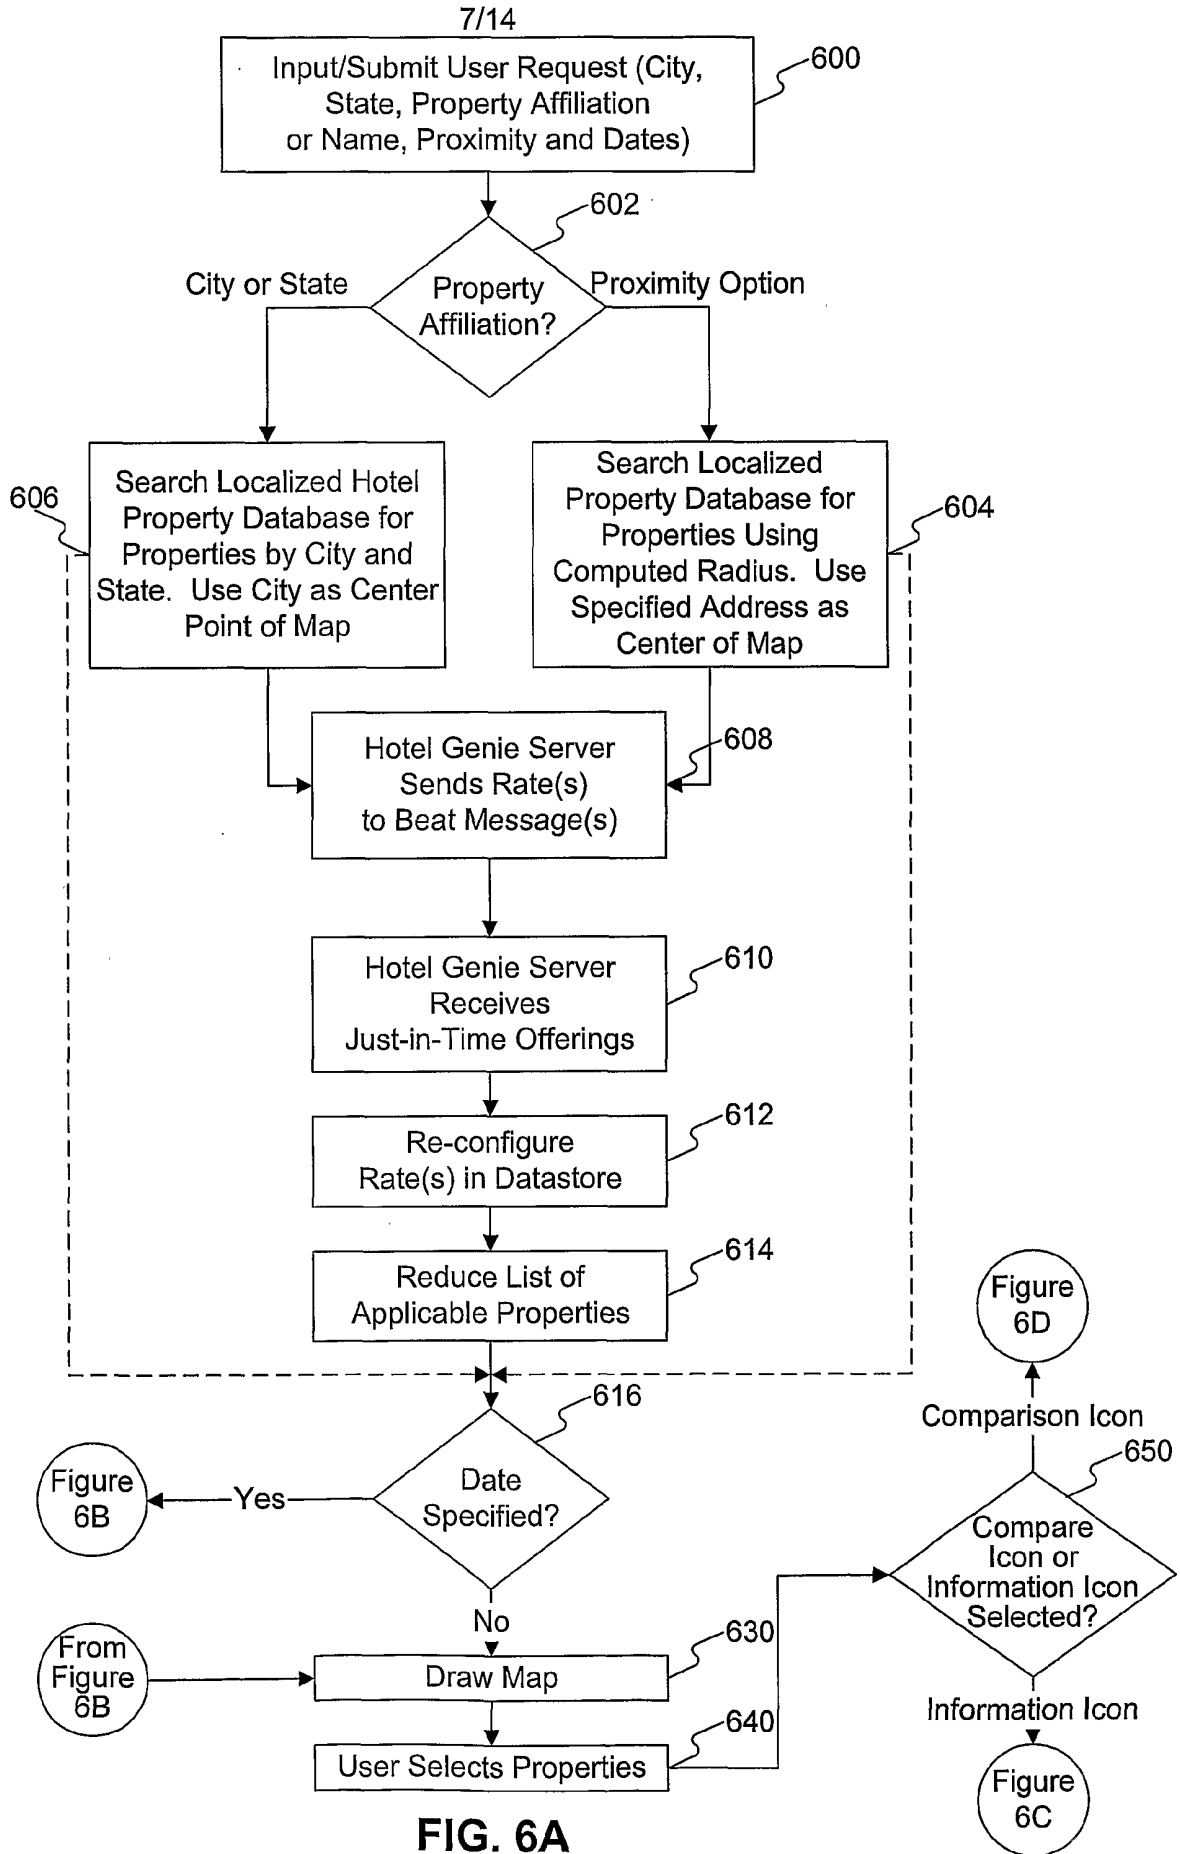 7/14
Input/Submit User Request (City,
State, Property Affiliation
or Name, Proximity and Dates)
600
602
City or State
Property
Affiliation?
Proximity Option
606
Search Localized Hotel
Property Database for
Properties by City and
State. Use City as Center
Point of Map
Search Localized
Property Database for
Properties Using
Computed Radius. Use
Specified Address as
Center of Map
604
Hotel Genie Server
Sends Rate(s)
to Beat Message(s)
608
Hotel Genie Server
Receives
Just-in-Time Offerings
610
Re-configure
Rate(s) in Datastore
612
Reduce List of
Applicable Properties
614
Figure
6D
Comparison Icon
616
Date
Specified?
Yes
Figure
6B
650
Compare
Icon or
Information Icon
Selected?
No
From
Figure
6B
Draw Map
630
User Selects Properties
640
Information Icon
Figure
6C
FIG. 6A